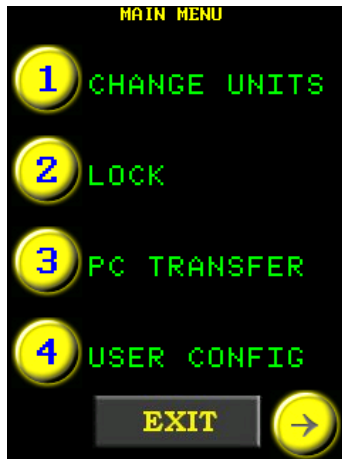 MAIN MENU
1 CHANGE UNITS
2 LOCK
3 PC TRANSFER
4 USER CONFIG
EXIT →